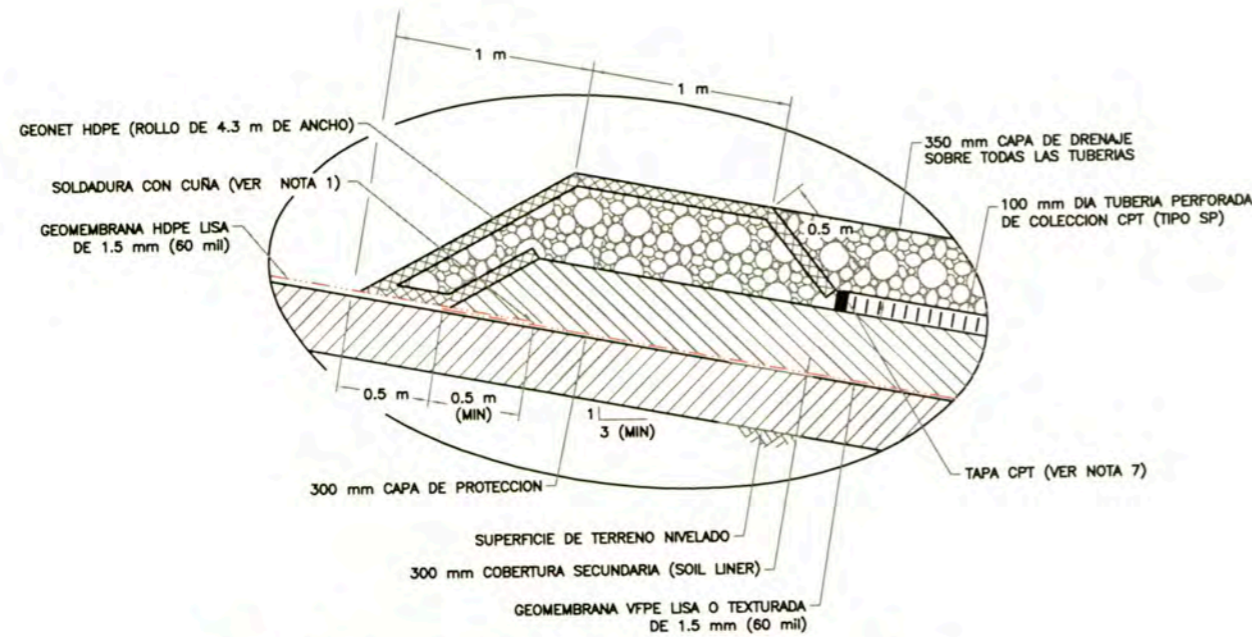 1 m
1 m
GEONET HDPE (ROLLO DE 4.3 m DE ANCHO)
SOLDADURA CON CUÑA (VER NOTA 1)
GEOMEMBRANA HDPE LISA
DE 1.5 mm (60 mil)
350 mm CAPA DE DRENAJE
SOBRE TODAS LAS TUBERIAS
100 mm DIA TUBERIA PERFORADA
DE COLECCION CPT (TIPO SP)
0.5 m
0.5 m
0.5 m
(MIN)
1
3 (MIN)
TAPA CPT (VER NOTA 7)
300 mm CAPA DE PROTECCION
SUPERFICIE DE TERRENO NIVELADO
300 mm COBERTURA SECUNDARIA (SOIL LINER)
GEOMEMBRANA VFPE LISA O TEXTURADA
DE 1.5 mm (60 mil)